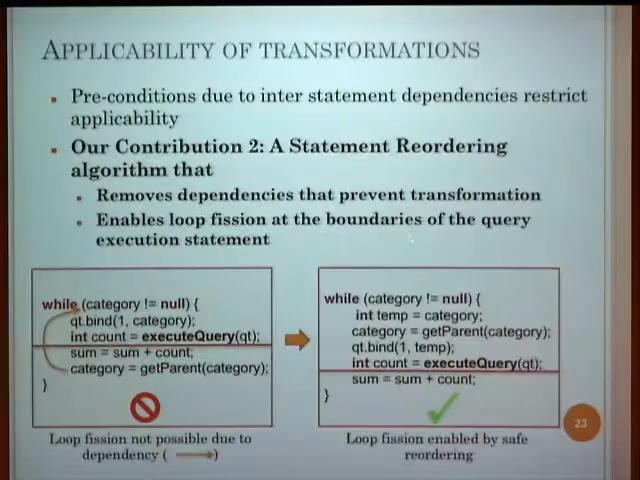 APPLICABILITY OF TRANSFORMATIONS
Pre-conditions due to inter statement dependencies restrict
applicability
Our Contribution 2: A Statement Reordering
algorithm that
Removes dependencies that prevent transformation
Enables loop fission at the boundaries of the query
execution statement
while (category != null) {
qt.bind(1, category);
int count = executeQuery(qt);
sum = sum + count;
category = getParent(category);
}
Loop fission not possible due to
dependency ( )
while (category != null) {
int temp = category;
category = getParent(category);
qt.bind(1, temp);
int count = executeQuery(qt);
sum = sum + count;
}
Loop fission enabled by safe
reordering
23